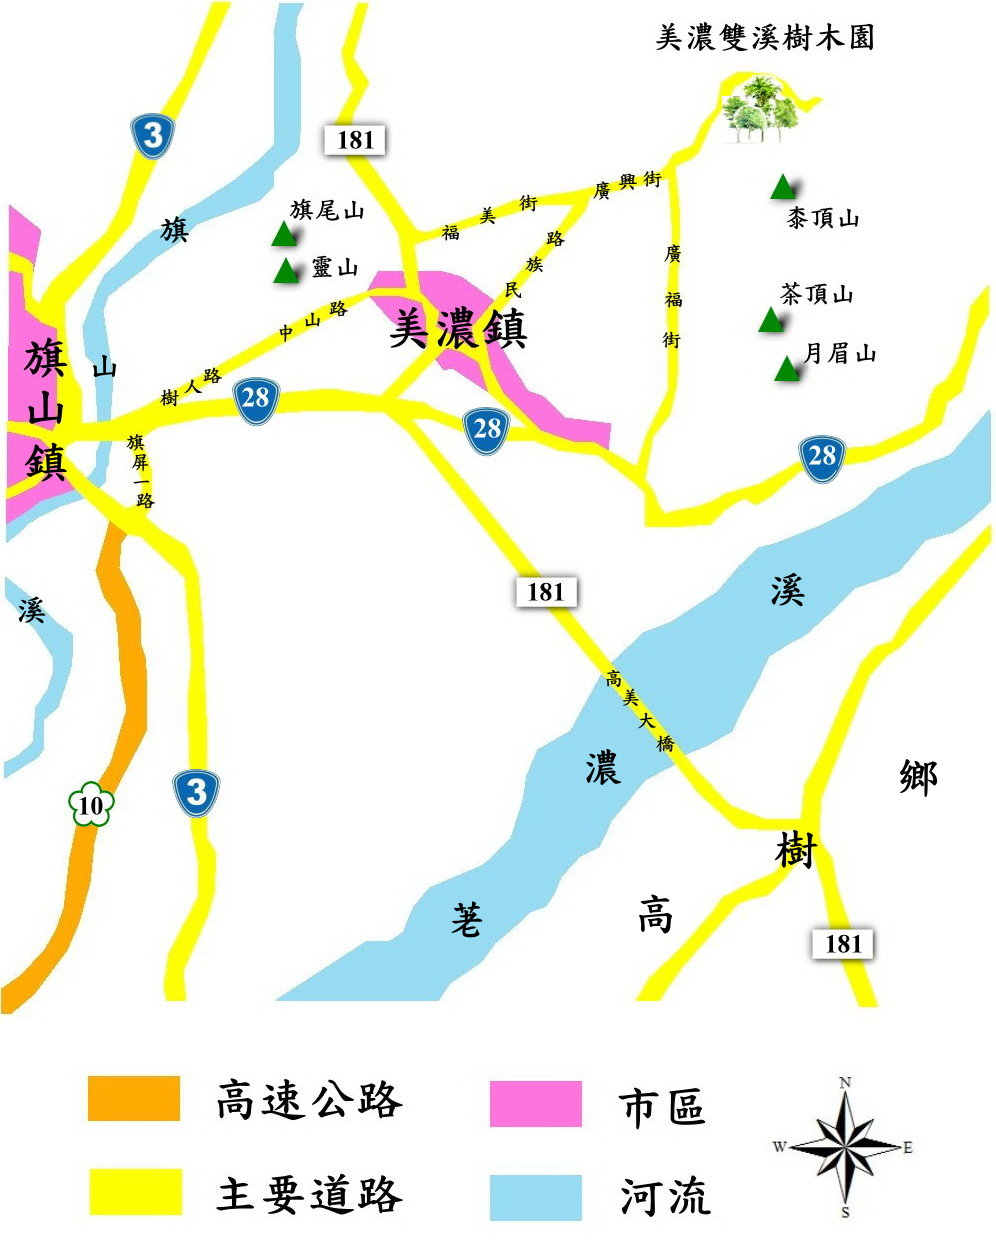 美濃雙溪樹木園
3
181
旗尾山
靈山
廣興街
福美街
黍頂山
旗
山
溪
民族路
廣福街
茶頂山
月眉山
美濃鎮
中山路
樹人路
旗山鎮
28
28
28
旗屏一路
181
高美大橋
荖
濃
溪
10
3
高
樹
鄉
181
高速公路
市區
主要道路
河流
N
W
E
S